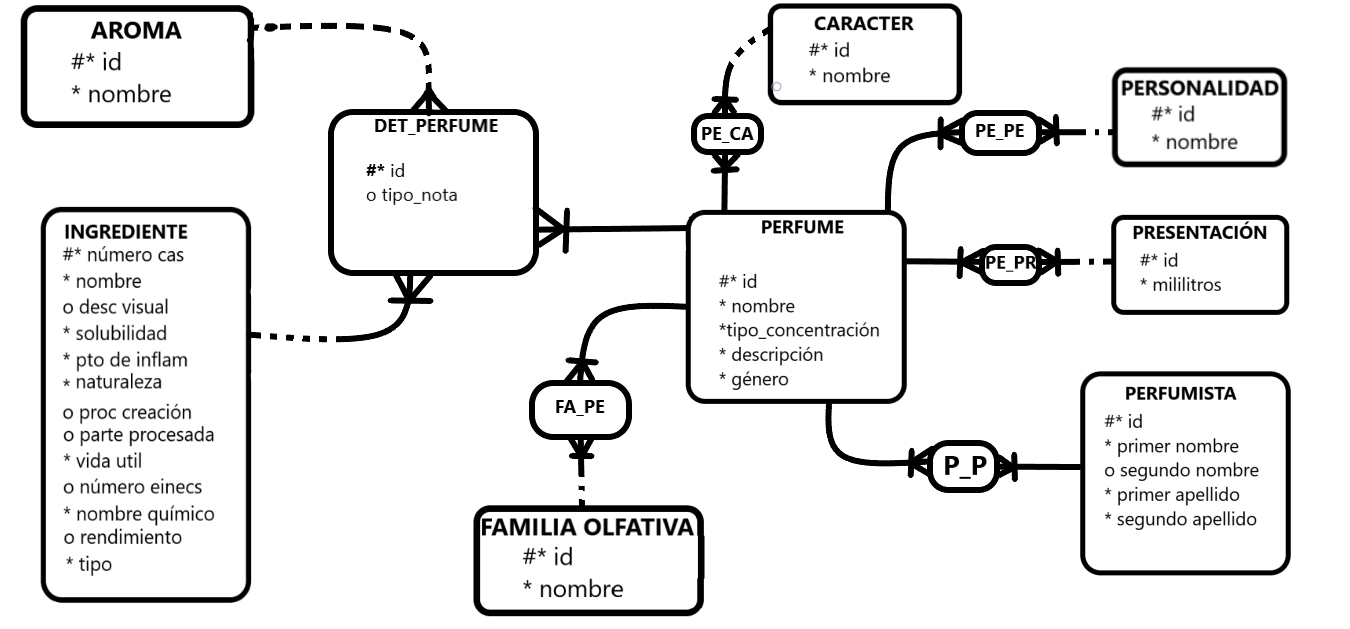 AROMA
#* id
* nombre
DET_PERFUME
#* id
o tipo_nota
INGREDIENTE
#* número cas
* nombre
o desc visual
* solubilidad
* pto de inflam
* naturaleza
o proc creación
o parte procesada
* vida util
o número einecs
* nombre químico
o rendimiento
* tipo
CARACTER
#* id
* nombre
PE_CA
PE_PE
PERSONALIDAD
#* id
* nombre
PERFUME
#* id
* nombre
*tipo_concentración
* descripción
* género
PE_PR
PRESENTACIÓN
#* id
* mililitros
FA_PE
FAMILIA OLFATIVA
#* id
* nombre
P_P
PERFUMISTA
#* id
* primer nombre
o segundo nombre
* primer apellido
* segundo apellido